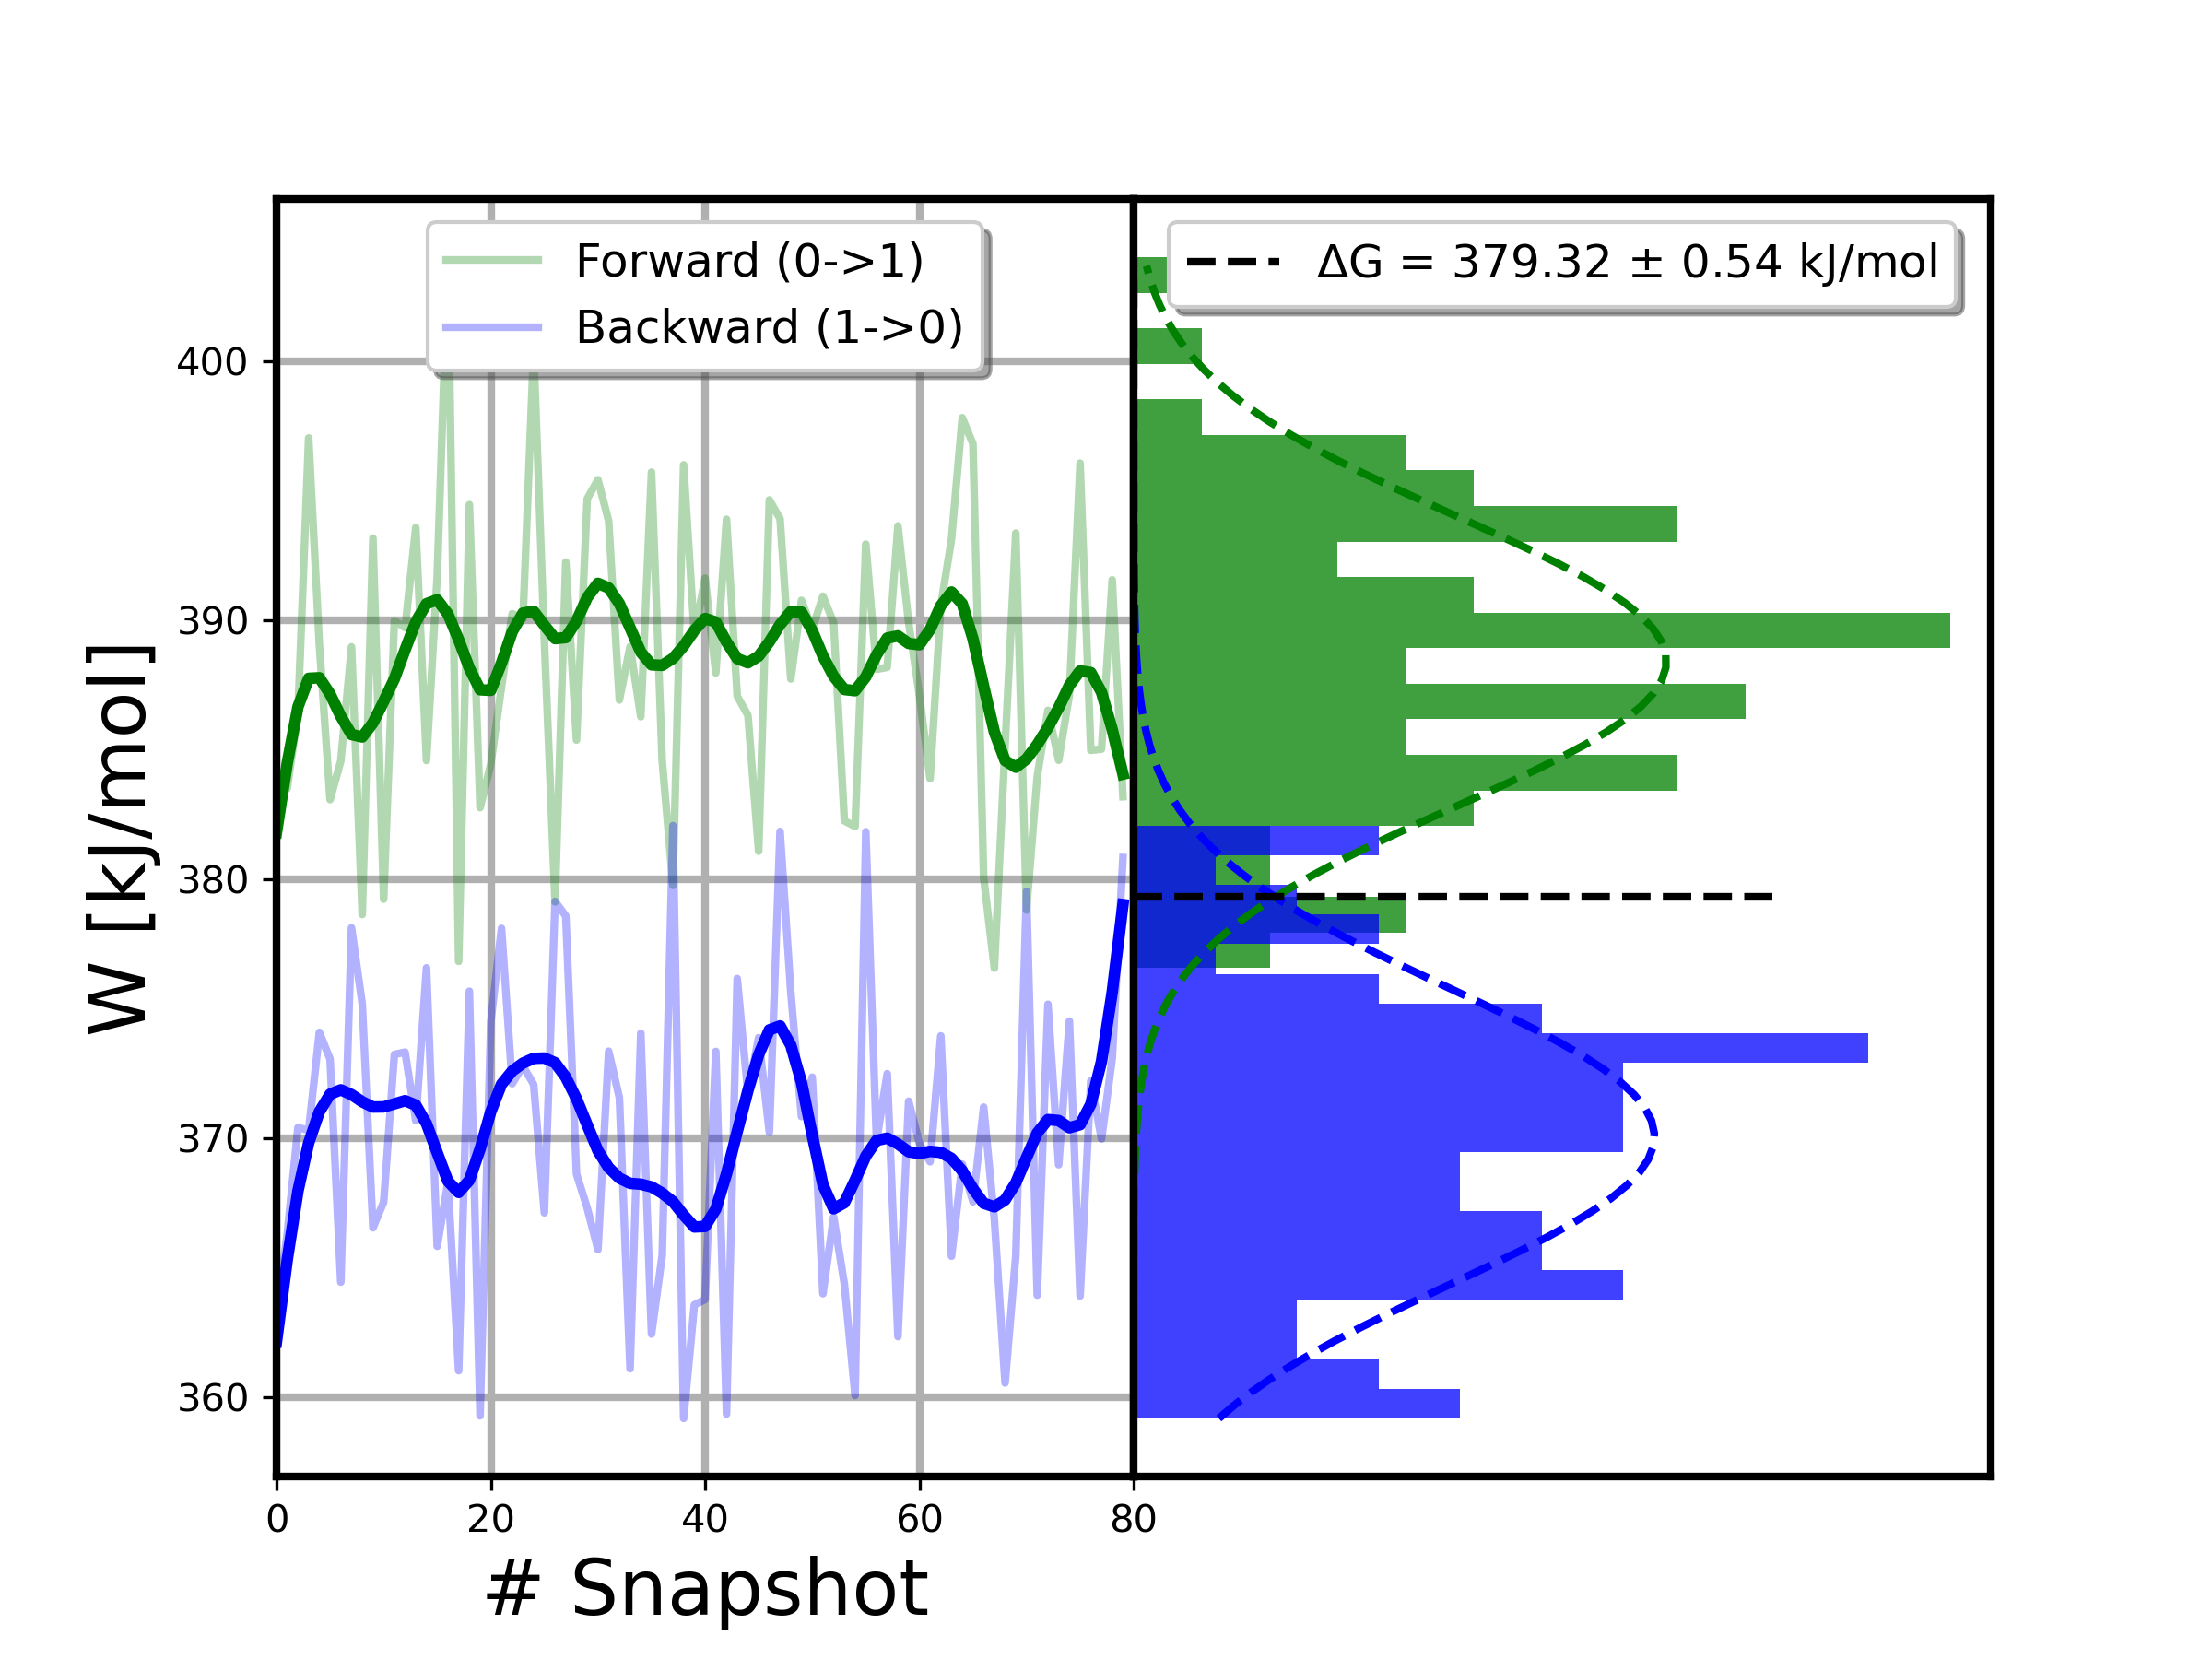 Forward (0->1)
Backward (1->0)
ΔG = 379.32 ± 0.54 kJ/mol
W [kJ/mol]
400
390
380
370
360
0 20 40 60 80
# Snapshot